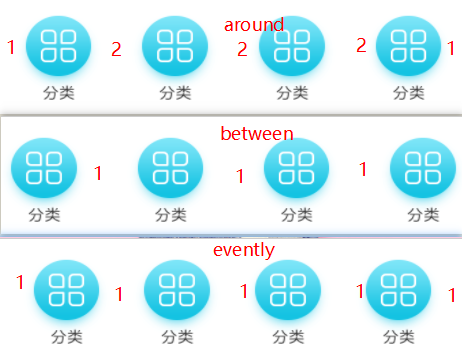 around
1 2 2 2 1
分类 分类 分类 分类
between
1 1 1
分类 分类 分类 分类
evently
1 1 1 1 1
分类 分类 分类 分类